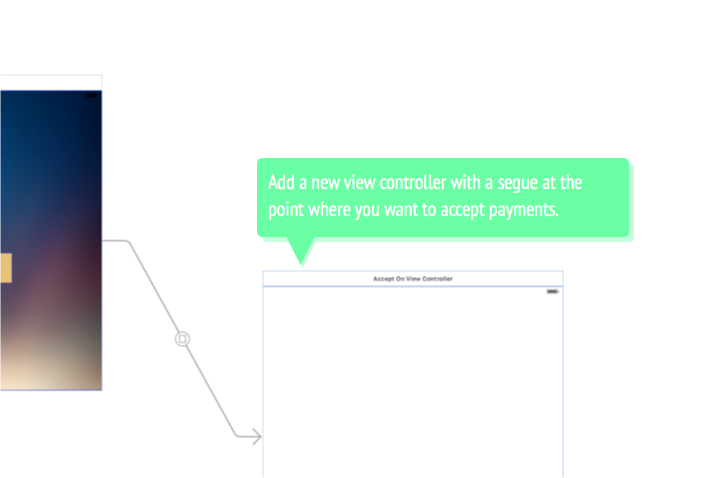 Add a new view controller with a segue at the
point where you want to accept payments.
Accept On View Controller